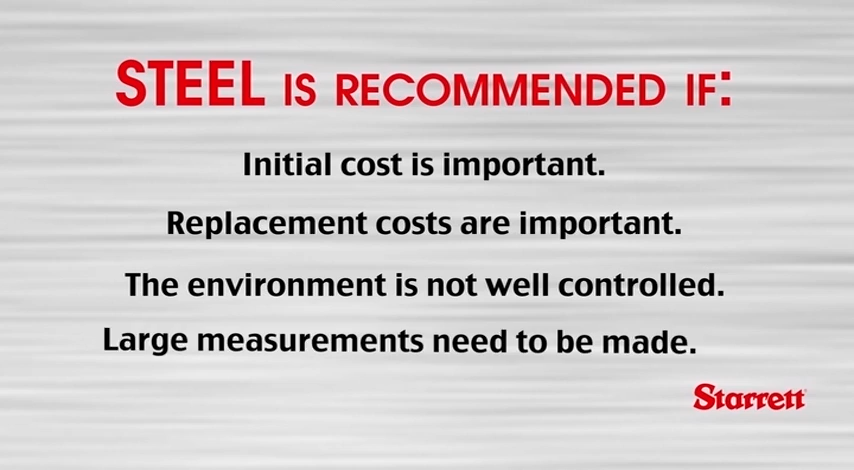 STEEL IS RECOMMENDED IF:
Initial cost is important.
Replacement costs are important.
The environment is not well controlled.
Large measurements need to be made.
Starrett